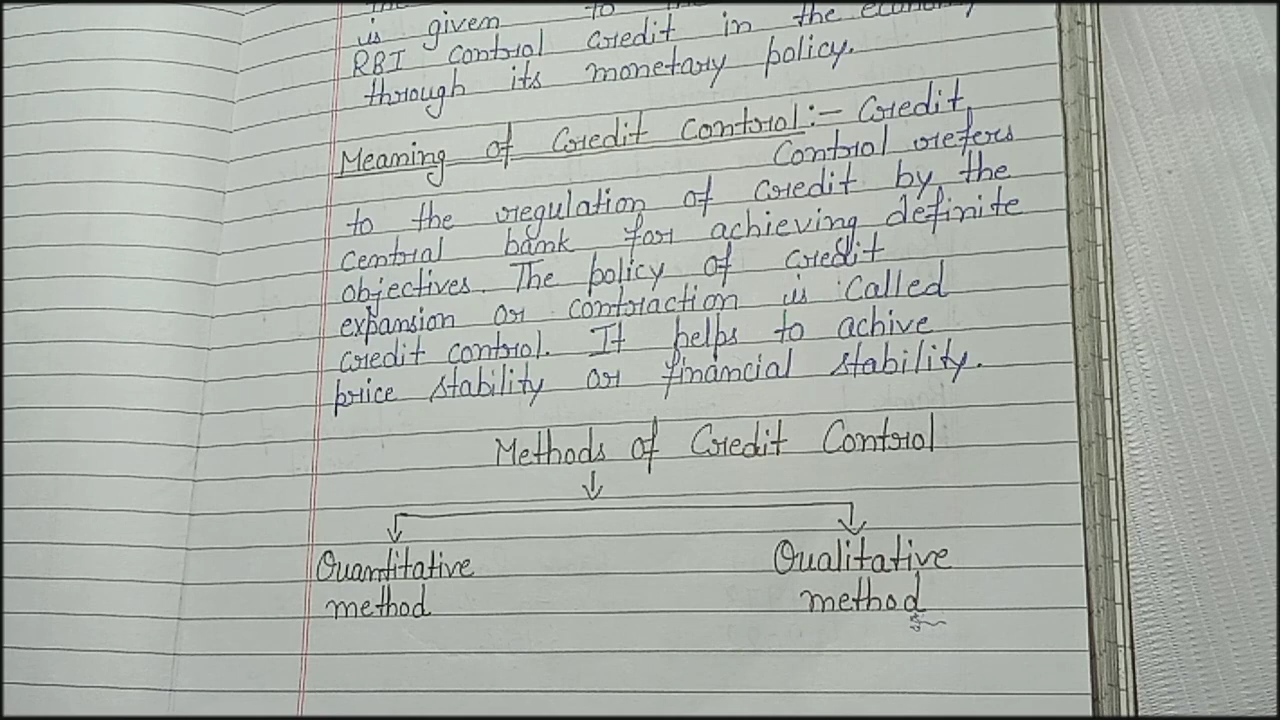 is given to
RBI control credit in the economy
through its monetary policy.
Meaning of Credit Control :- Credit
Control refers
to the regulation of credit by the
central bank for achieving definite
objectives. The policy of credit
expansion or contraction is called
credit control. It helps to achive
price stability or financial stability.
Methods of Credit Control
Quantitative
method
Qualitative
method